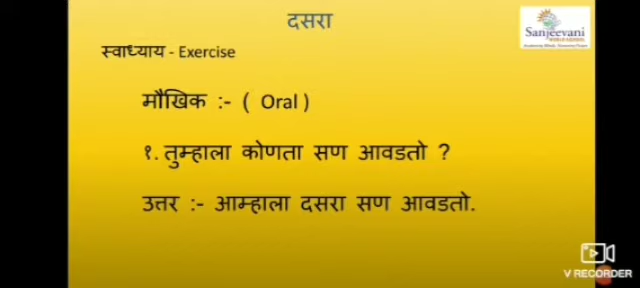 दसरा
Sanjeevani
स्वाध्याय - Exercise
मौखिक :- ( Oral )
१. तुम्हाला कोणता सण आवडतो ?
उत्तर :- आम्हाला दसरा सण आवडतो.
V RECORDER